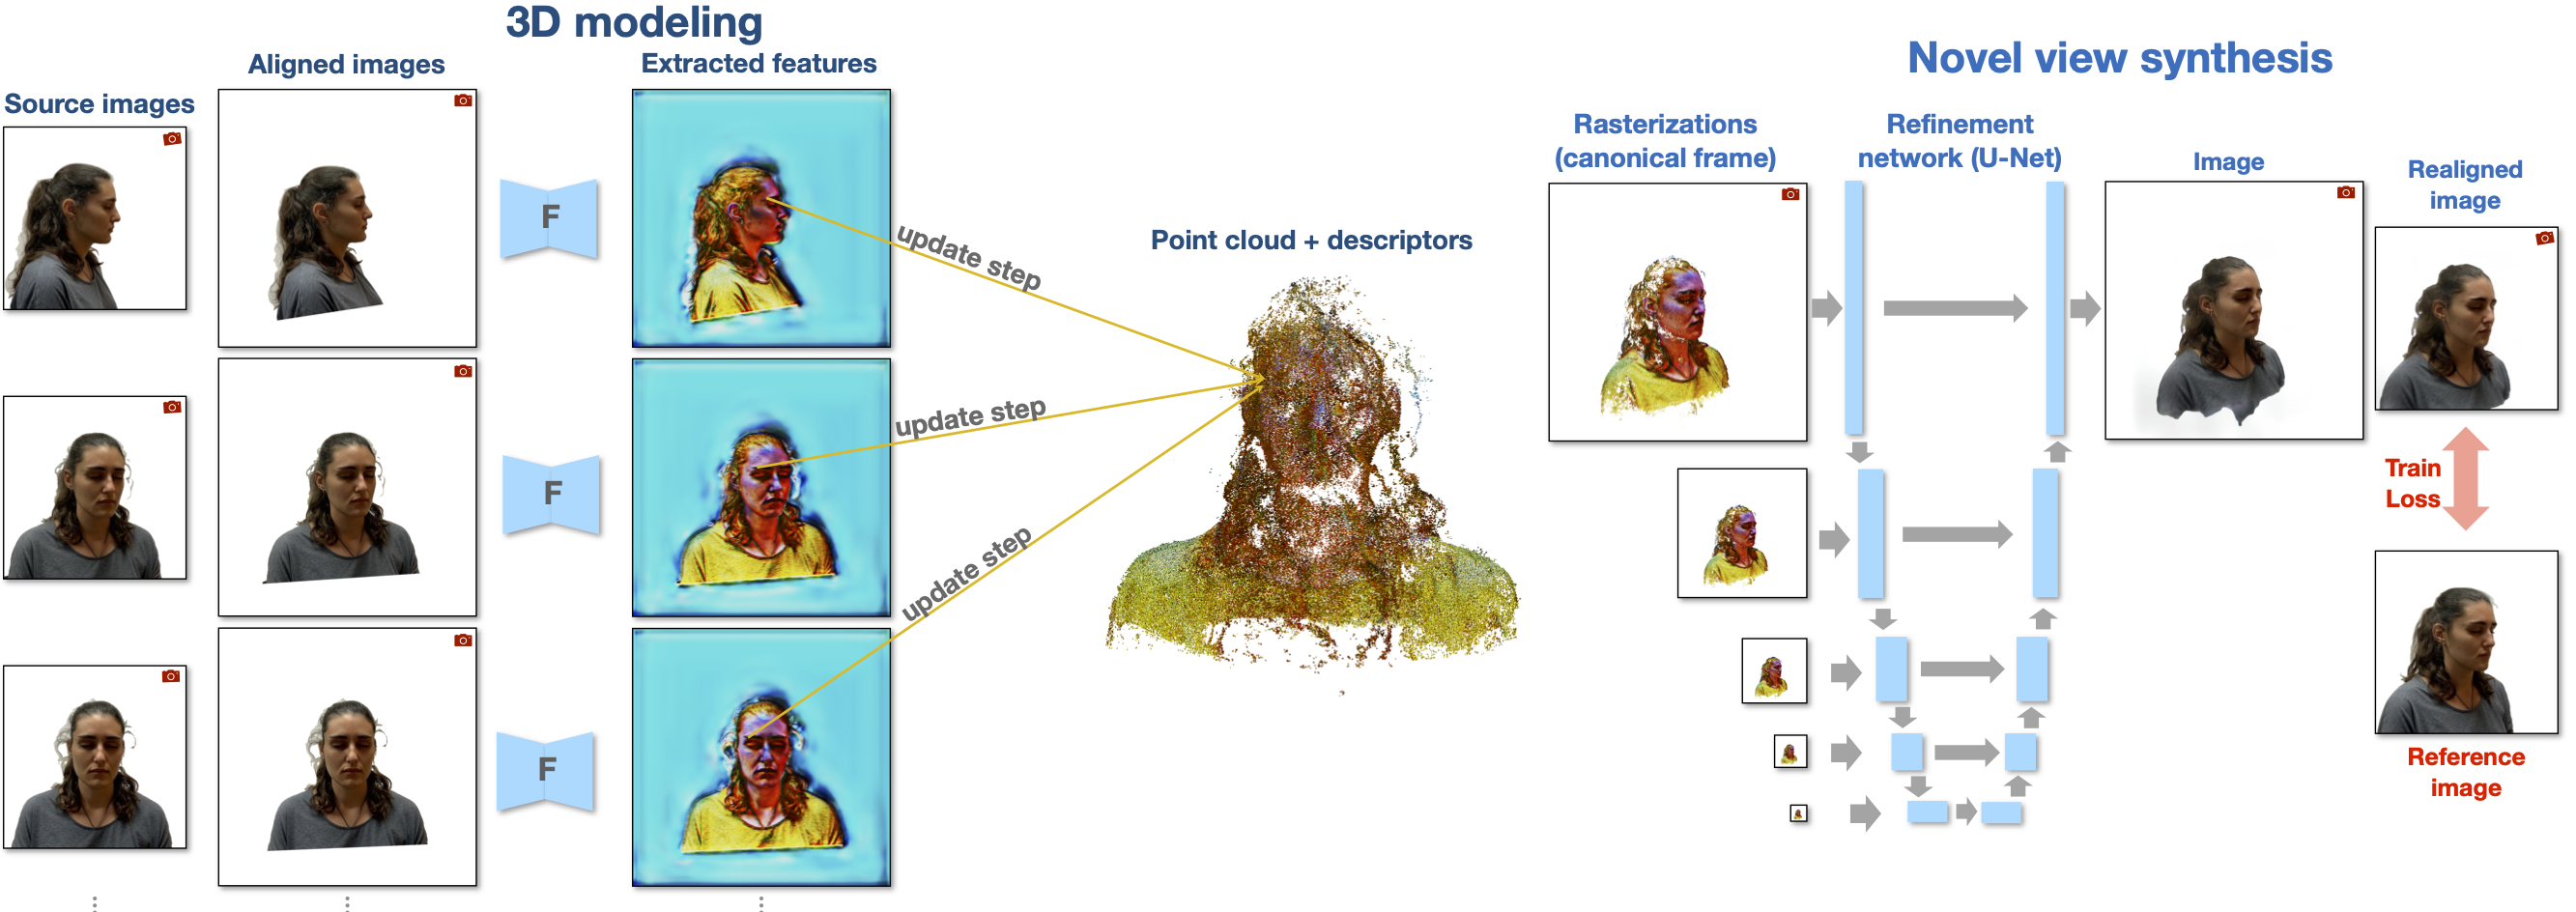 3D modeling
Source images
Aligned images
Extracted features
F
F
F
update step
update step
update step
Point cloud + descriptors
Novel view synthesis
Rasterizations
(canonical frame)
Refinement
network (U-Net)
Image
Realigned
image
Train
Loss
Reference
image